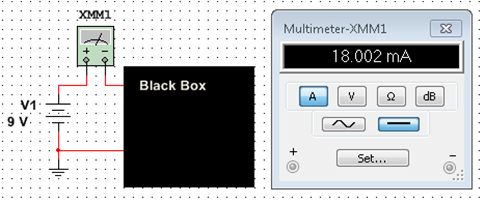 XMM1
Black Box
V1
9 V
Multimeter-XMM1
18.002 mA
A V Ω dB
+ -
Set...
+ -